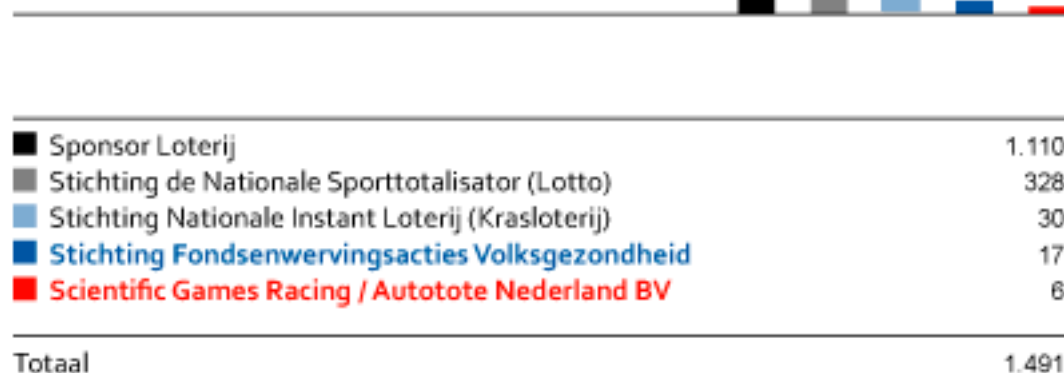 Sponsor Loterij 1.110
Stichting de Nationale Sporttotalisator (Lotto) 328
Stichting Nationale Instant Loterij (Krasloterij) 30
Stichting Fondsenwervingsacties Volksgezondheid 17
Scientific Games Racing / Autotote Nederland BV 6
Totaal 1.491